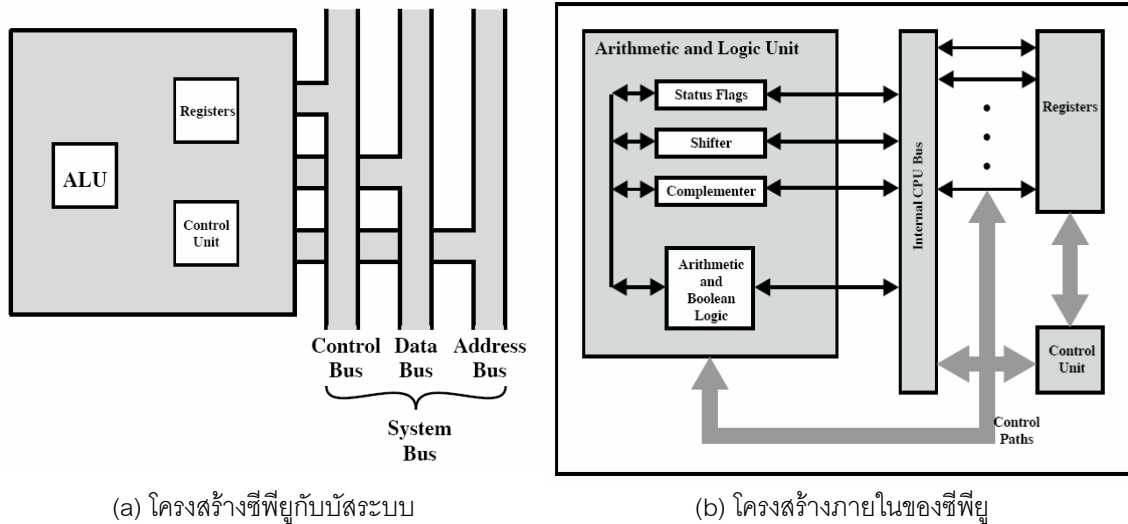 Registers
ALU
Control
Unit
Control
Bus
Data
Bus
Address
Bus
System
Bus
(a) โครงสร้างซีพียูกับบัสระบบ
Arithmetic and Logic Unit
Status Flags
Shifter
Complementer
Arithmetic
and
Boolean
Logic
Internal CPU Bus
Registers
Control
Unit
Control
Paths
(b) โครงสร้างภายในของซีพียู